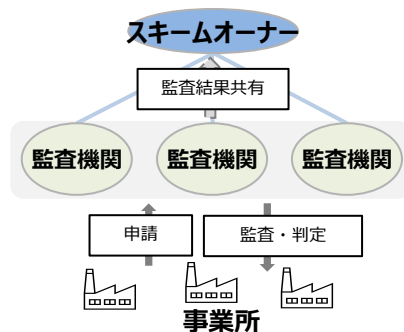 スキームオーナー
監査結果共有
監査機関 監査機関 監査機関
申請 監査・判定
事業所